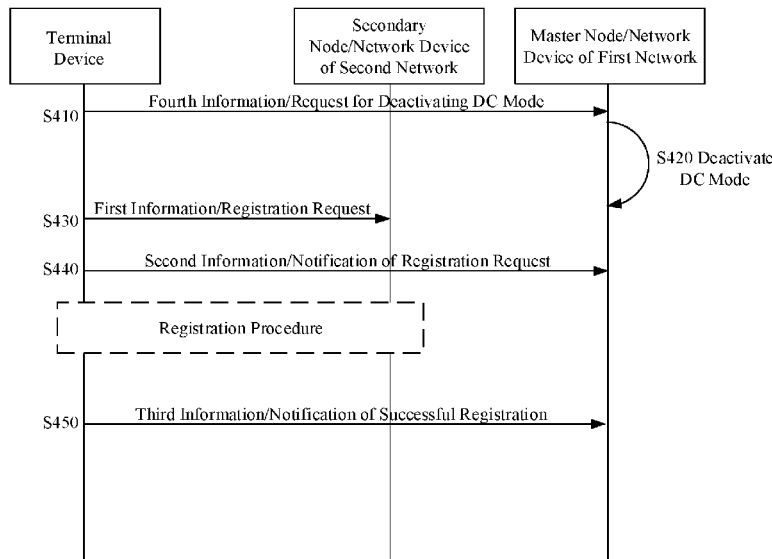 Terminal
Device
Secondary
Node/Network Device
of Second Network
Master Node/Network
Device of First Network
Fourth Information/Request for Deactivating DC Mode
S410
S420 Deactivate
DC Mode
First Information/Registration Request
S430
Second Information/Notification of Registration Request
S440
Registration Procedure
Third Information/Notification of Successful Registration
S450